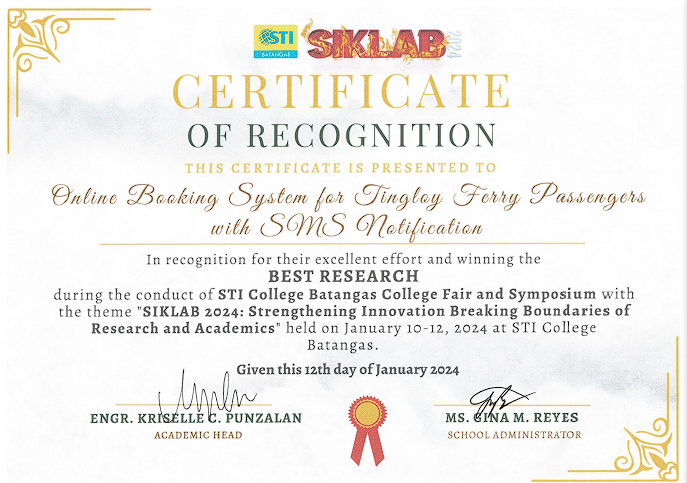 STI
BATANGAS
SIKLAB
2024
CERTIFICATE
OF RECOGNITION
THIS CERTIFICATE IS PRESENTED TO
Online Booking System for Tingloy Ferry Passengers
with SMS Notification
In recognition for their excellent effort and winning the
BEST RESEARCH
during the conduct of STI College Batangas College Fair and Symposium with
the theme "SIKLAB 2024: Strengthening Innovation Breaking Boundaries of
Research and Academics" held on January 10-12, 2024 at STI College
Batangas.
Given this 12th day of January 2024
ENGR. KRISELLE C. PUNZALAN
ACADEMIC HEAD
MS. GINA M. REYES
SCHOOL ADMINISTRATOR